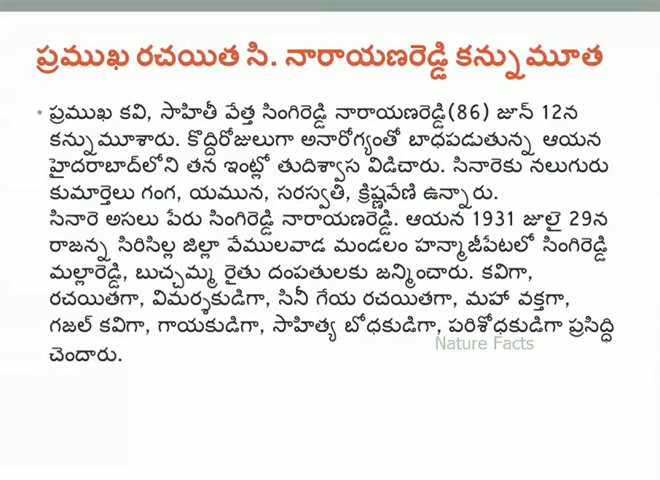 ప్రముఖ రచయిత సి. నారాయణరెడ్డి కన్నుమూత
• ప్రముఖ కవి, సాహితీ వేత్త సింగిరెడ్డి నారాయణరెడ్డి(86) జూన్ 12న
కన్నుమూశారు. కొద్దిరోజులుగా అనారోగ్యంతో బాధపడుతున్న ఆయన
హైదరాబాద్‌లోని తన ఇంట్లో తుదిశ్వాస విడిచారు. సినారెకు నలుగురు
కుమార్తెలు గంగ, యమున, సరస్వతి, క్రిష్ణవేణి ఉన్నారు.
సినారె అసలు పేరు సింగిరెడ్డి నారాయణరెడ్డి. ఆయన 1931 జులై 29న
రాజన్న సిరిసిల్ల జిల్లా వేములవాడ మండలం హన్మాజీపేటలో సింగిరెడ్డి
మల్లారెడ్డి, బుచ్చమ్మ రైతు దంపతులకు జన్మించారు. కవిగా,
రచయితగా, విమర్శకుడిగా, సినీ గేయ రచయితగా, మహా వక్తగా,
గజల్ కవిగా, గాయకుడిగా, సాహిత్య బోధకుడిగా, పరిశోధకుడిగా ప్రసిద్ధి
చెందారు.
Nature Facts